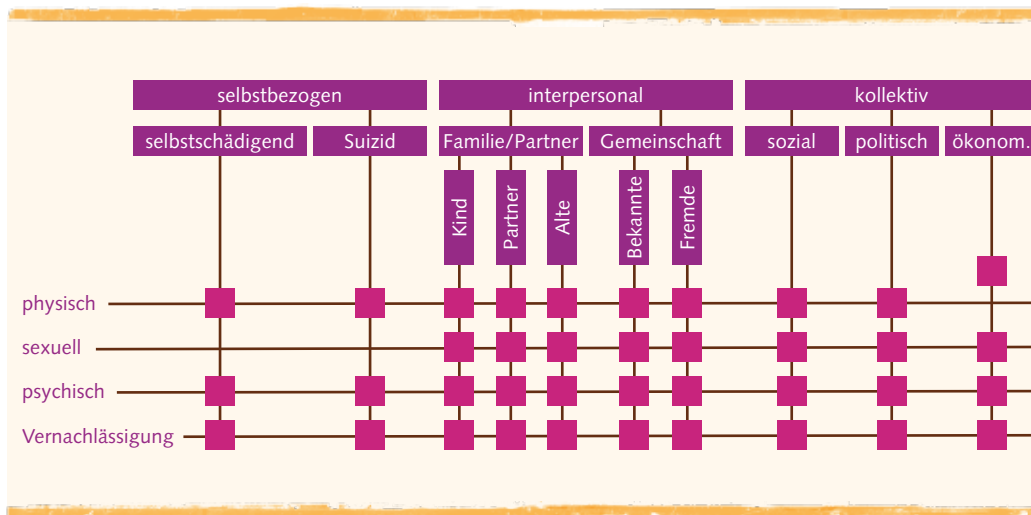 selbstbezogen interpersonal kollektiv
selbstschädigend Suizid Familie/Partner Gemeinschaft sozial politisch ökonom.
Kind Partner Alte Bekannte Fremde
physisch
sexuell
psychisch
Vernachlässigung